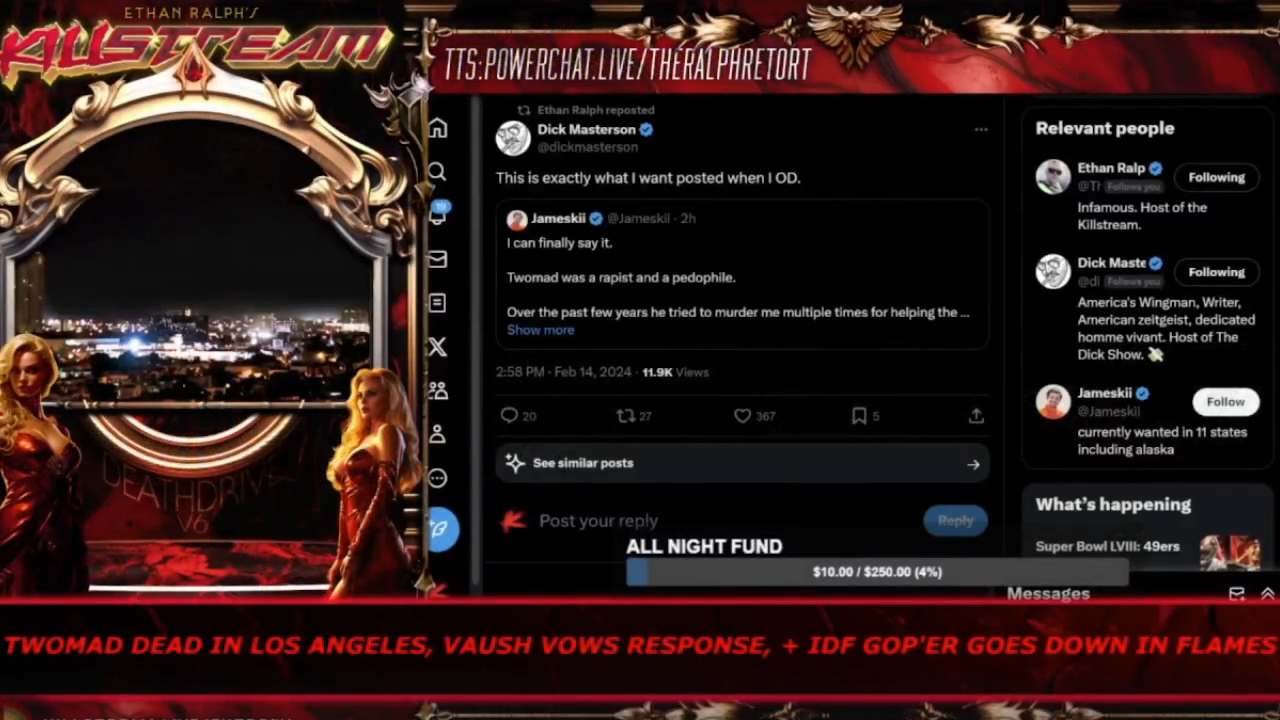 ETHAN RALPH'S
KILLSTREAM
TTS:POWERCHAT.LIVE/THERALPHRETORT
Ethan Ralph reposted
Dick Masterson
@dickmasterson
This is exactly what I want posted when I OD.
Jameskii @Jameskii · 2h
I can finally say it.
Twomad was a rapist and a pedophile.
Over the past few years he tried to murder me multiple times for helping the ...
Show more
2:58 PM · Feb 14, 2024 · 11.9K Views
20 27 367 5
See similar posts
Post your reply
Reply
ALL NIGHT FUND
$10.00 / $250.00 (4%)
19
Relevant people
Ethan Ralp
Following
@Tr Follows you
Infamous. Host of the
Killstream.
Dick Maste
Following
@di Follows you
America's Wingman, Writer,
American zeitgeist, dedicated
homme vivant. Host of The
Dick Show.
Jameskii
Follow
@Jameskii
currently wanted in 11 states
including alaska
What's happening
Super Bowl LVIII: 49ers
Messages
DEATHDRIVE
V6
TWOMAD DEAD IN LOS ANGELES, VAUSH VOWS RESPONSE, + IDF GOP'ER GOES DOWN IN FLAMES